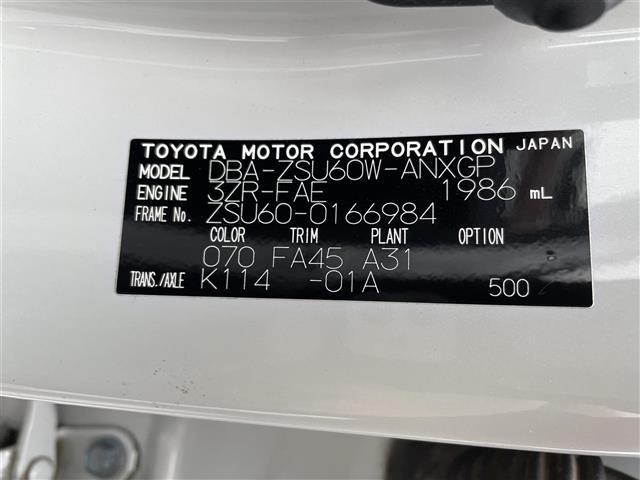 TOYOTA MOTOR CORPORATION JAPAN
MODEL DBA-ZSU60W-ANXGP
ENGINE 3ZR-FAE 1986 mL
FRAME No. ZSU60-0166984
COLOR TRIM PLANT OPTION
070 FA45 A31
TRANS./AXLE K114 -01A 500